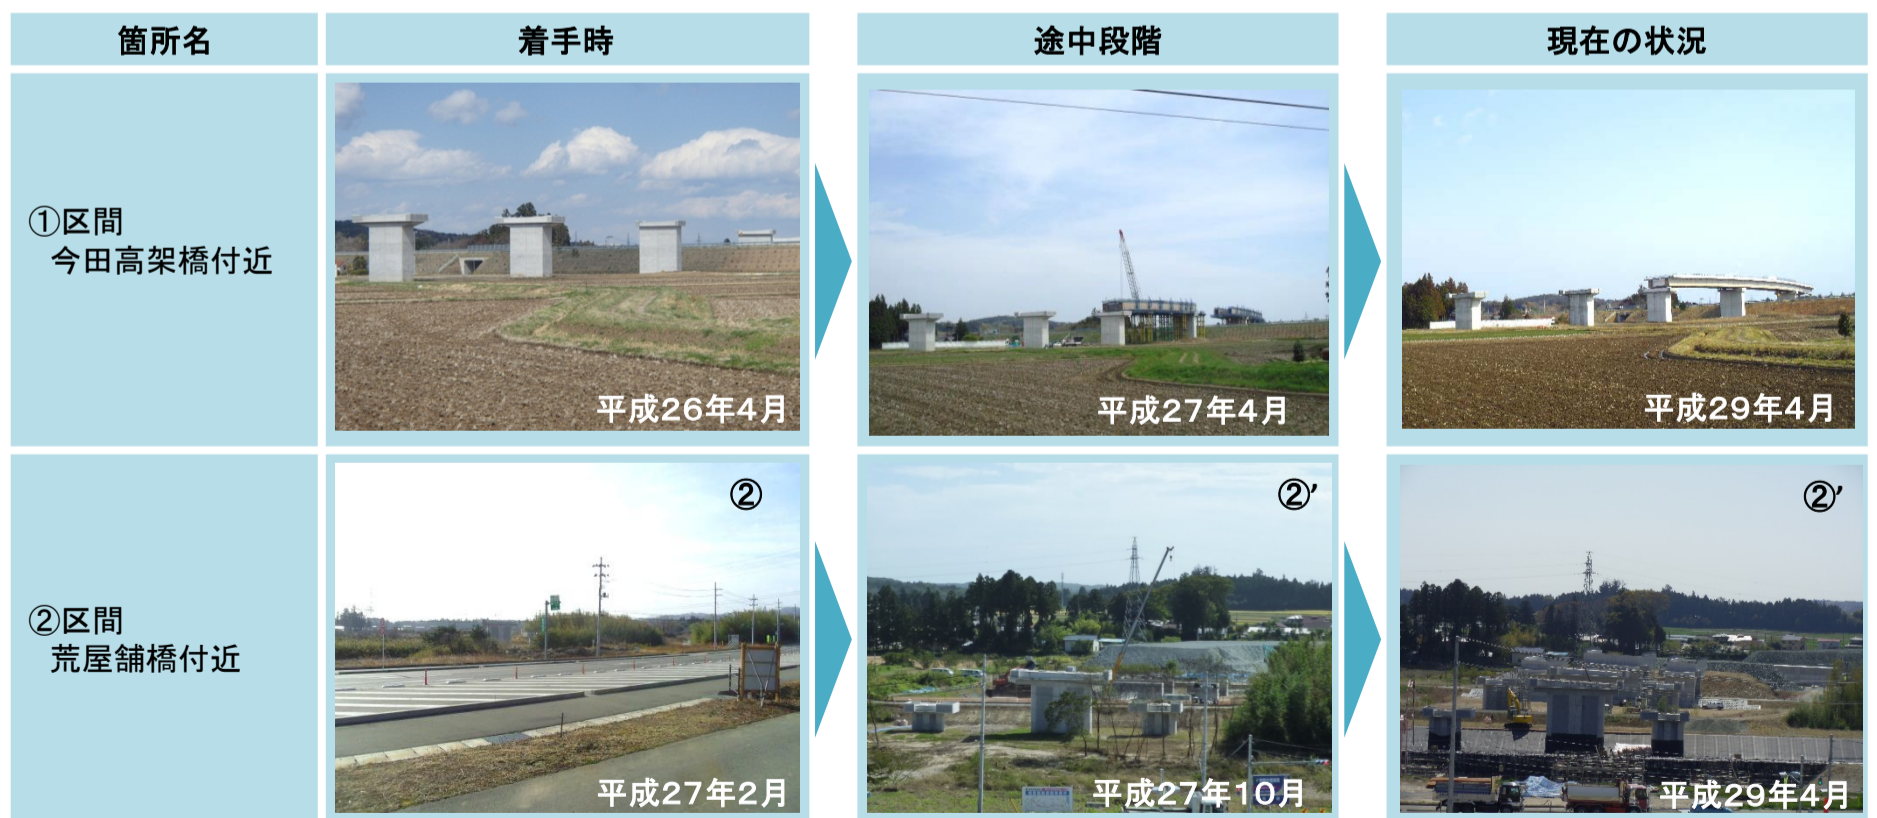 箇所名
着手時
途中段階
現在の状況
①区間
今田高架橋付近
平成26年4月
平成27年4月
平成29年4月
②区間
荒屋舗橋付近
②
平成27年2月
②’
平成27年10月
②’
平成29年4月